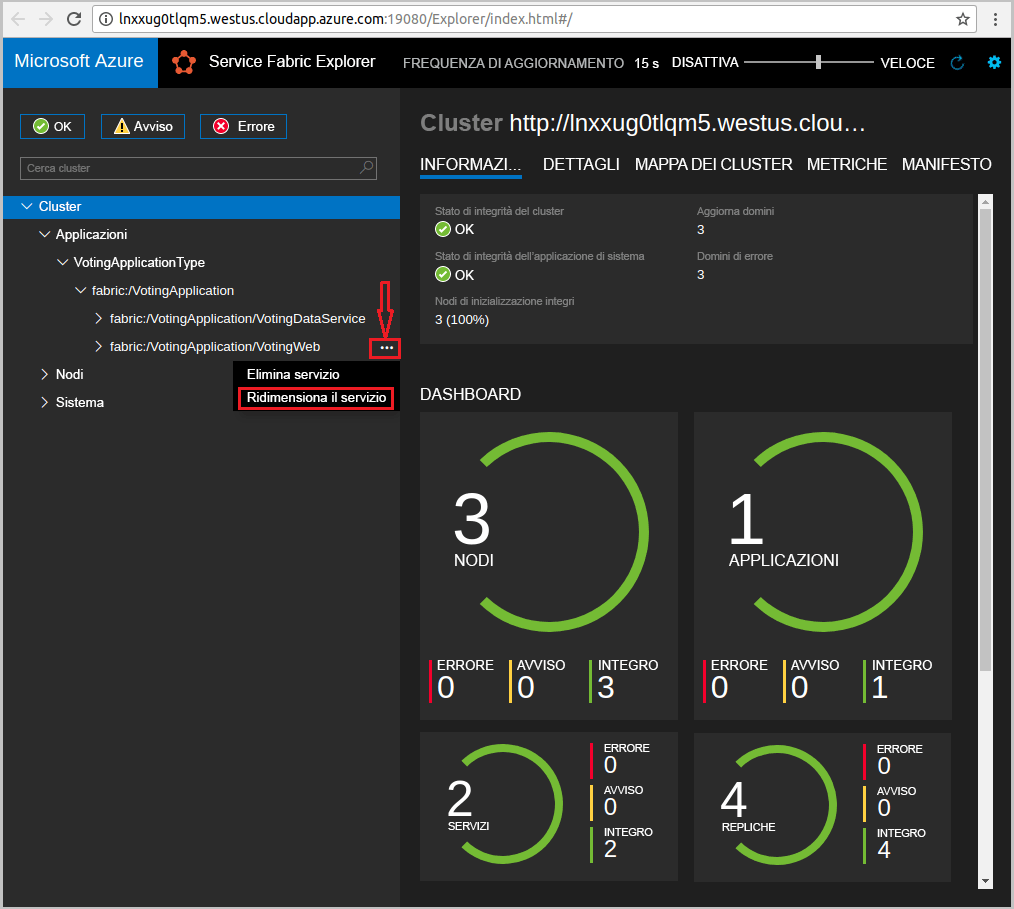 lnxxug0tlqm5.westus.cloudapp.azure.com:19080/Explorer/index.html#/
Microsoft Azure
Service Fabric Explorer
FREQUENZA DI AGGIORNAMENTO 15 s DISATTIVA VELOCE
OK Avviso Errore
Cerca cluster
Cluster
Applicazioni
VotingApplicationType
fabric:/VotingApplication
fabric:/VotingApplication/VotingDataService
fabric:/VotingApplication/VotingWeb
Elimina servizio
Ridimensiona il servizio
Nodi
Sistema
Cluster http://lnxxug0tlqm5.westus.clou…
INFORMAZI... DETTAGLI MAPPA DEI CLUSTER METRICHE MANIFESTO
Stato di integrità del cluster
OK
Stato di integrità dell'applicazione di sistema
OK
Nodi di inizializzazione integri
3 (100%)
Aggiorna domini
3
Domini di errore
3
DASHBOARD
3
NODI
ERRORE AVVISO INTEGRO
0 0 3
1
APPLICAZIONI
ERRORE AVVISO INTEGRO
0 0 1
2
SERVIZI
ERRORE
0
AVVISO
0
INTEGRO
2
4
REPLICHE
ERRORE
0
AVVISO
0
INTEGRO
4